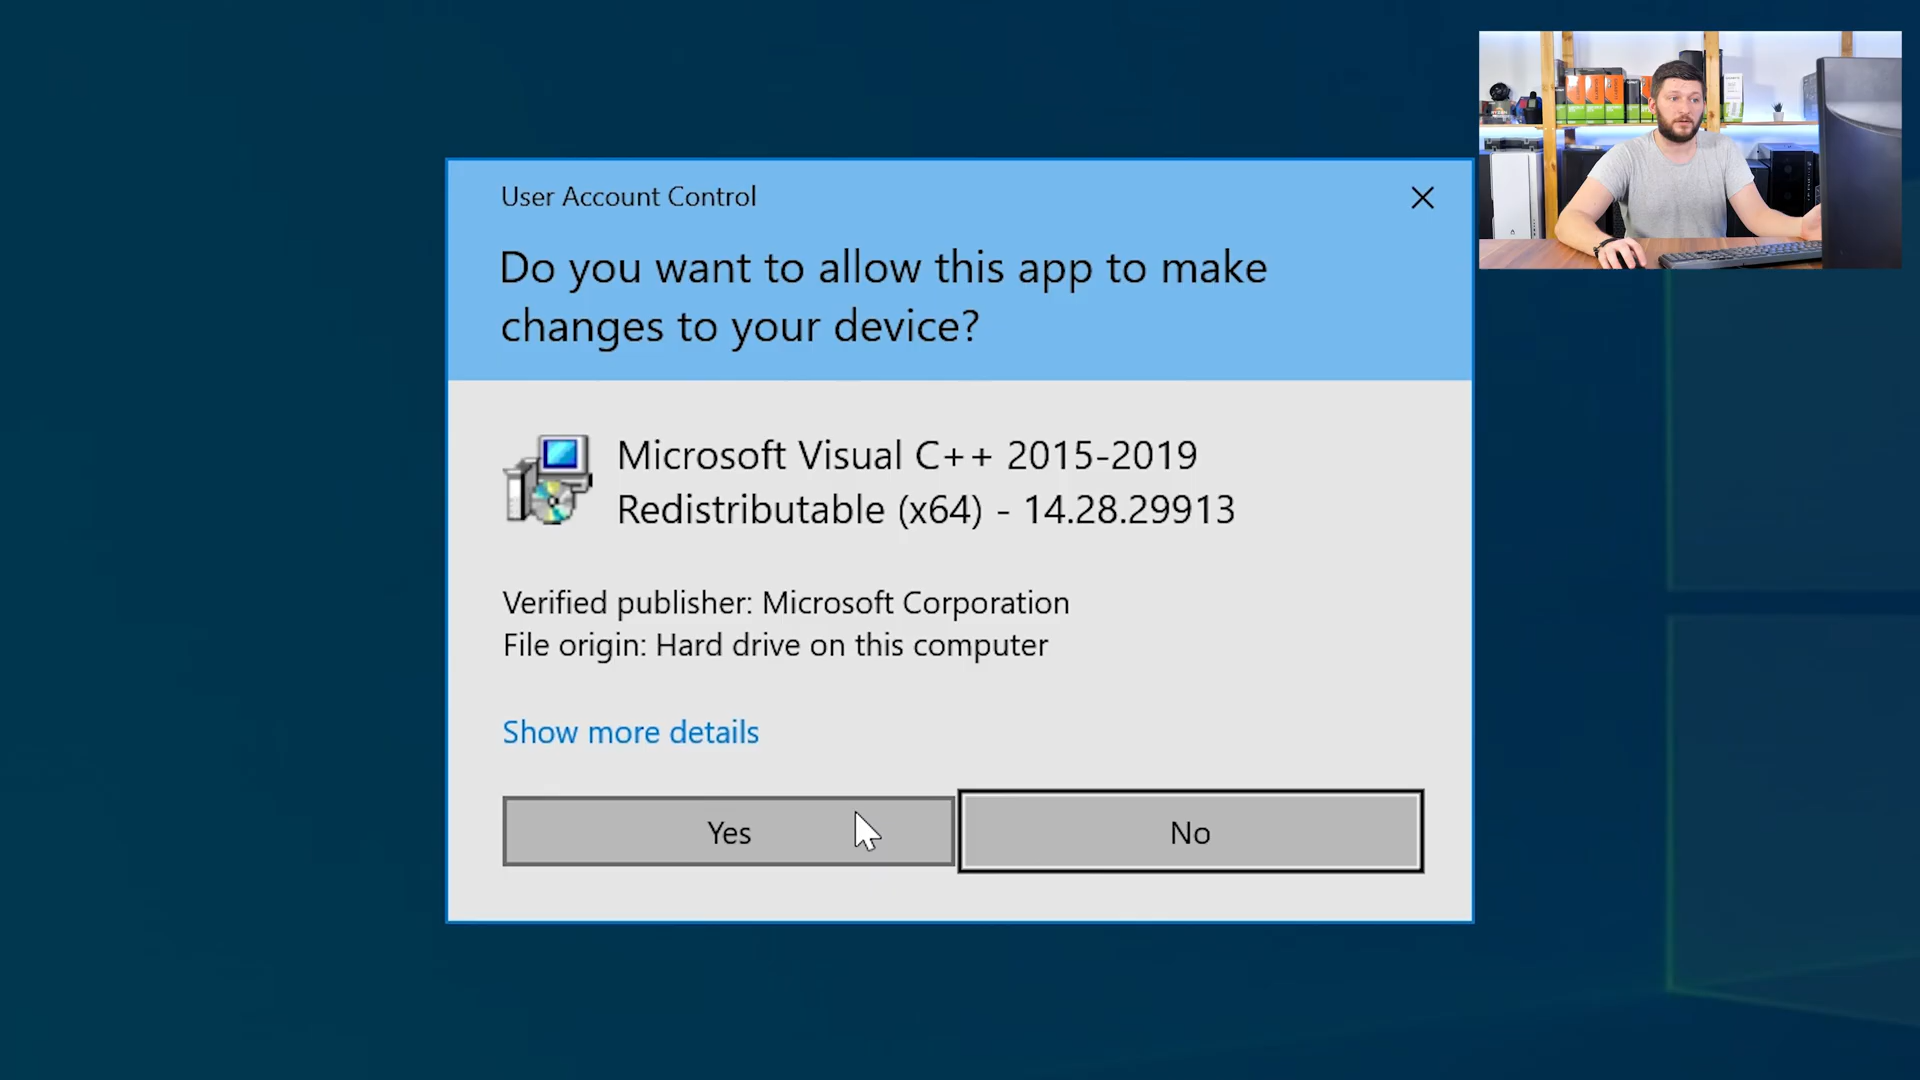 User Account Control
Do you want to allow this app to make
changes to your device?
Microsoft Visual C++ 2015-2019
Redistributable (x64) - 14.28.29913
Verified publisher: Microsoft Corporation
File origin: Hard drive on this computer
Show more details
Yes
No